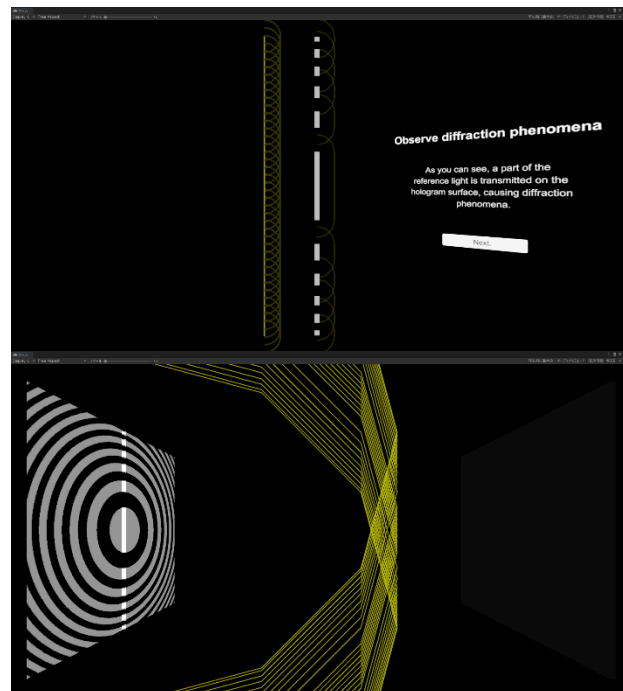 Observe diffraction phenomena
As you can see, a part of the
reference light is transmitted on the
hologram surface, causing diffraction
phenomena.
Next.